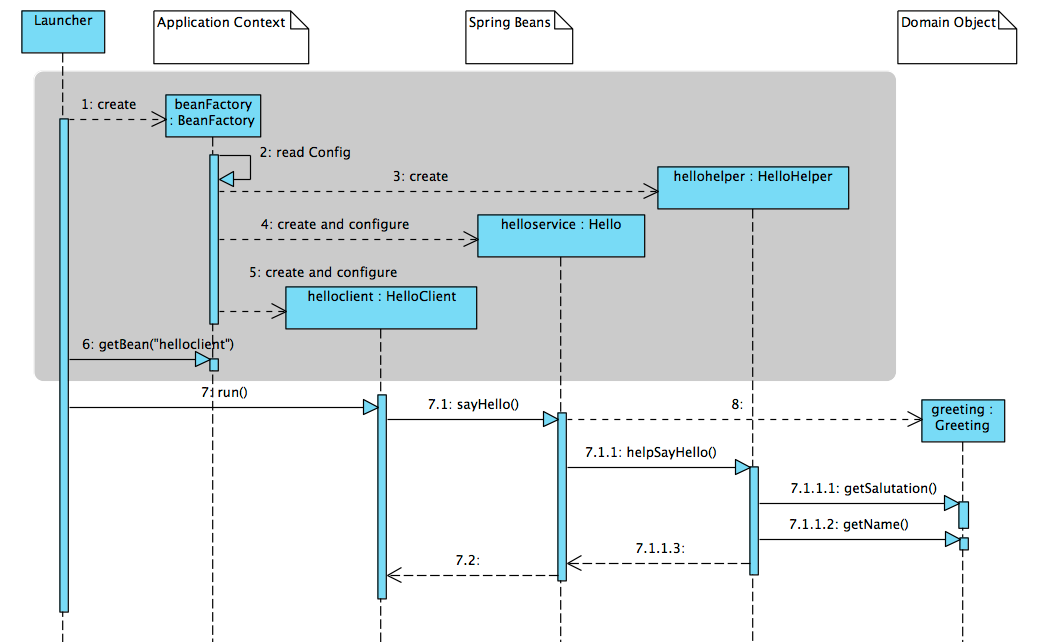 Launcher
Application Context
Spring Beans
Domain Object
1: create
beanFactory
: BeanFactory
2: read Config
3: create
hellohelper : HelloHelper
4: create and configure
helloservice : Hello
5: create and configure
helloclient : HelloClient
6: getBean("helloclient")
7: run()
7.1: sayHello()
8:
greeting :
Greeting
7.1.1: helpSayHello()
7.1.1.1: getSalutation()
7.1.1.2: getName()
7.1.1.3:
7.2: